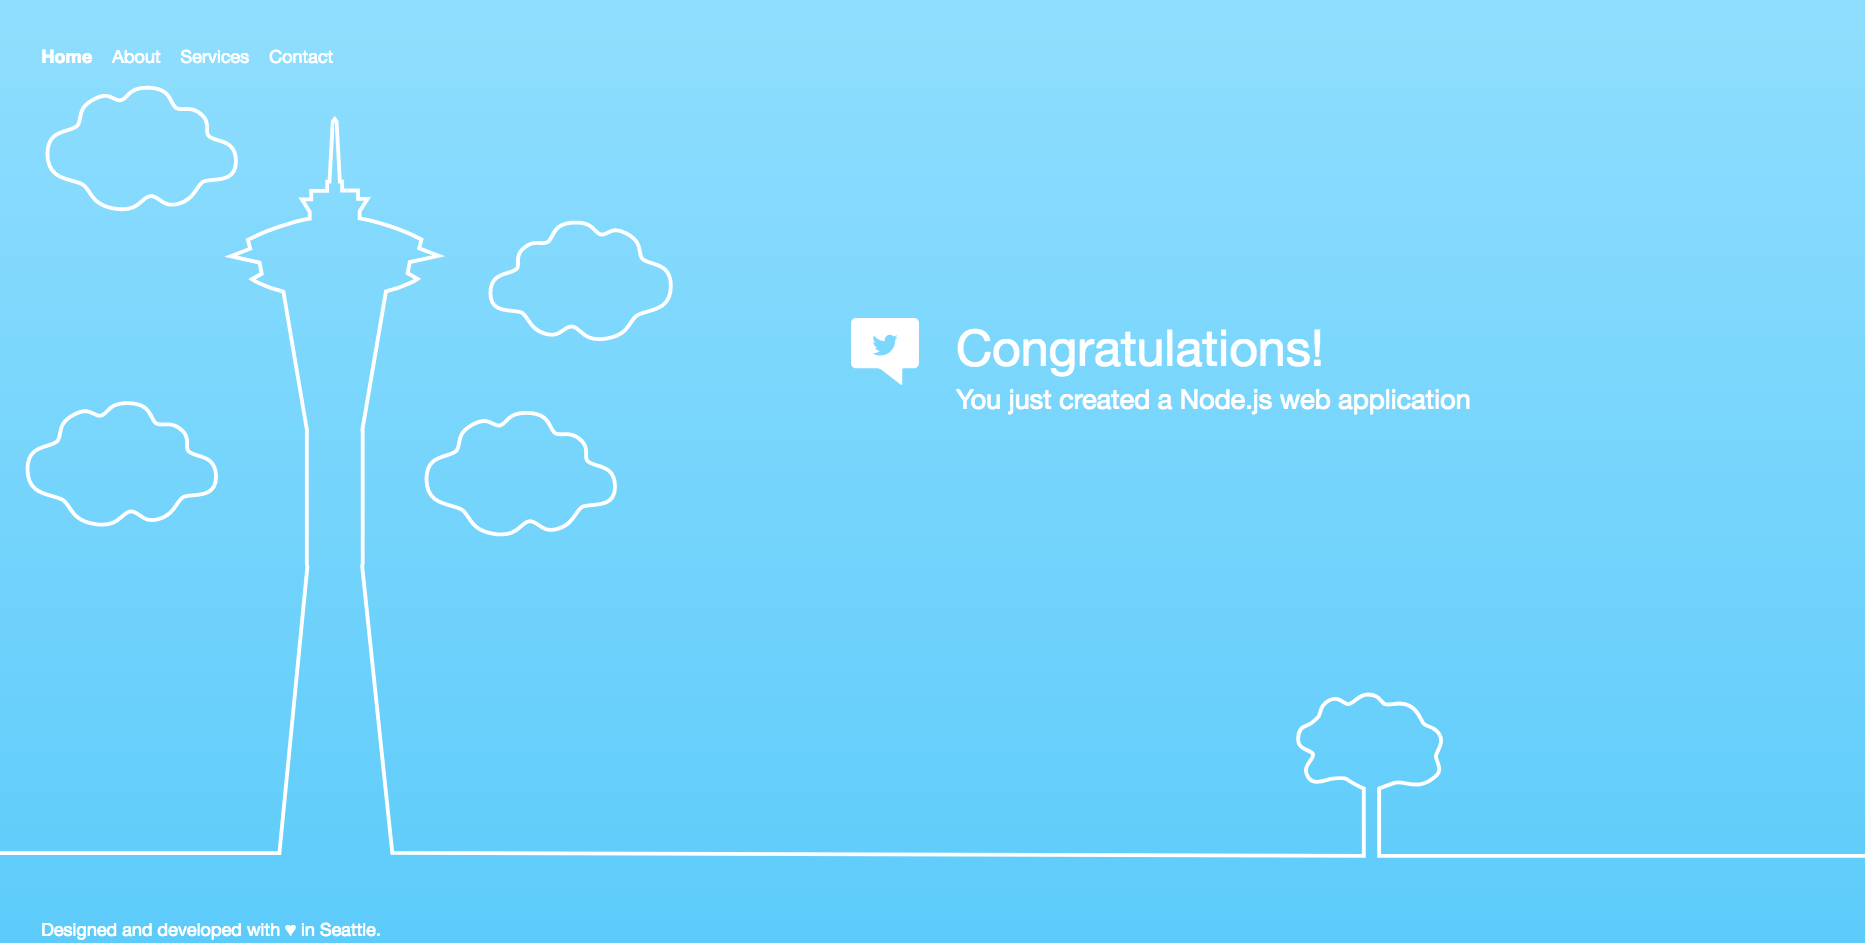 Home About Services Contact
Congratulations!
You just created a Node.js web application
Designed and developed with ♥ in Seattle.